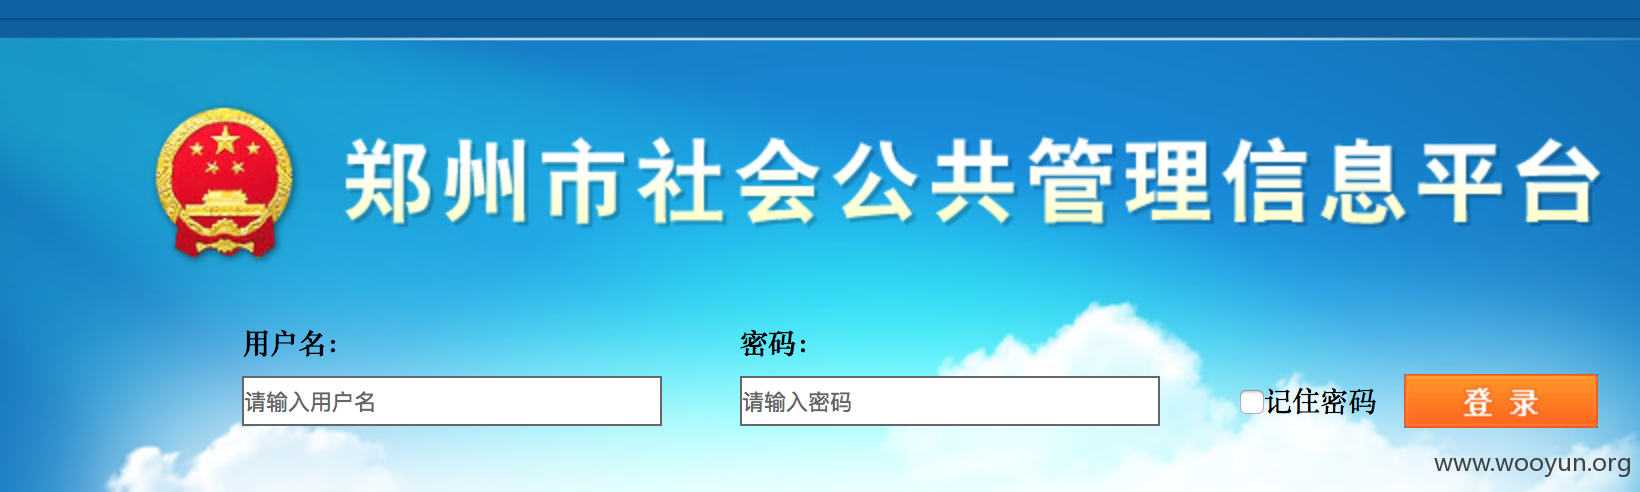 郑州市社会公共管理信息平台
用户名：
密码：
请输入用户名
请输入密码
记住密码
登 录
www.wooyun.org